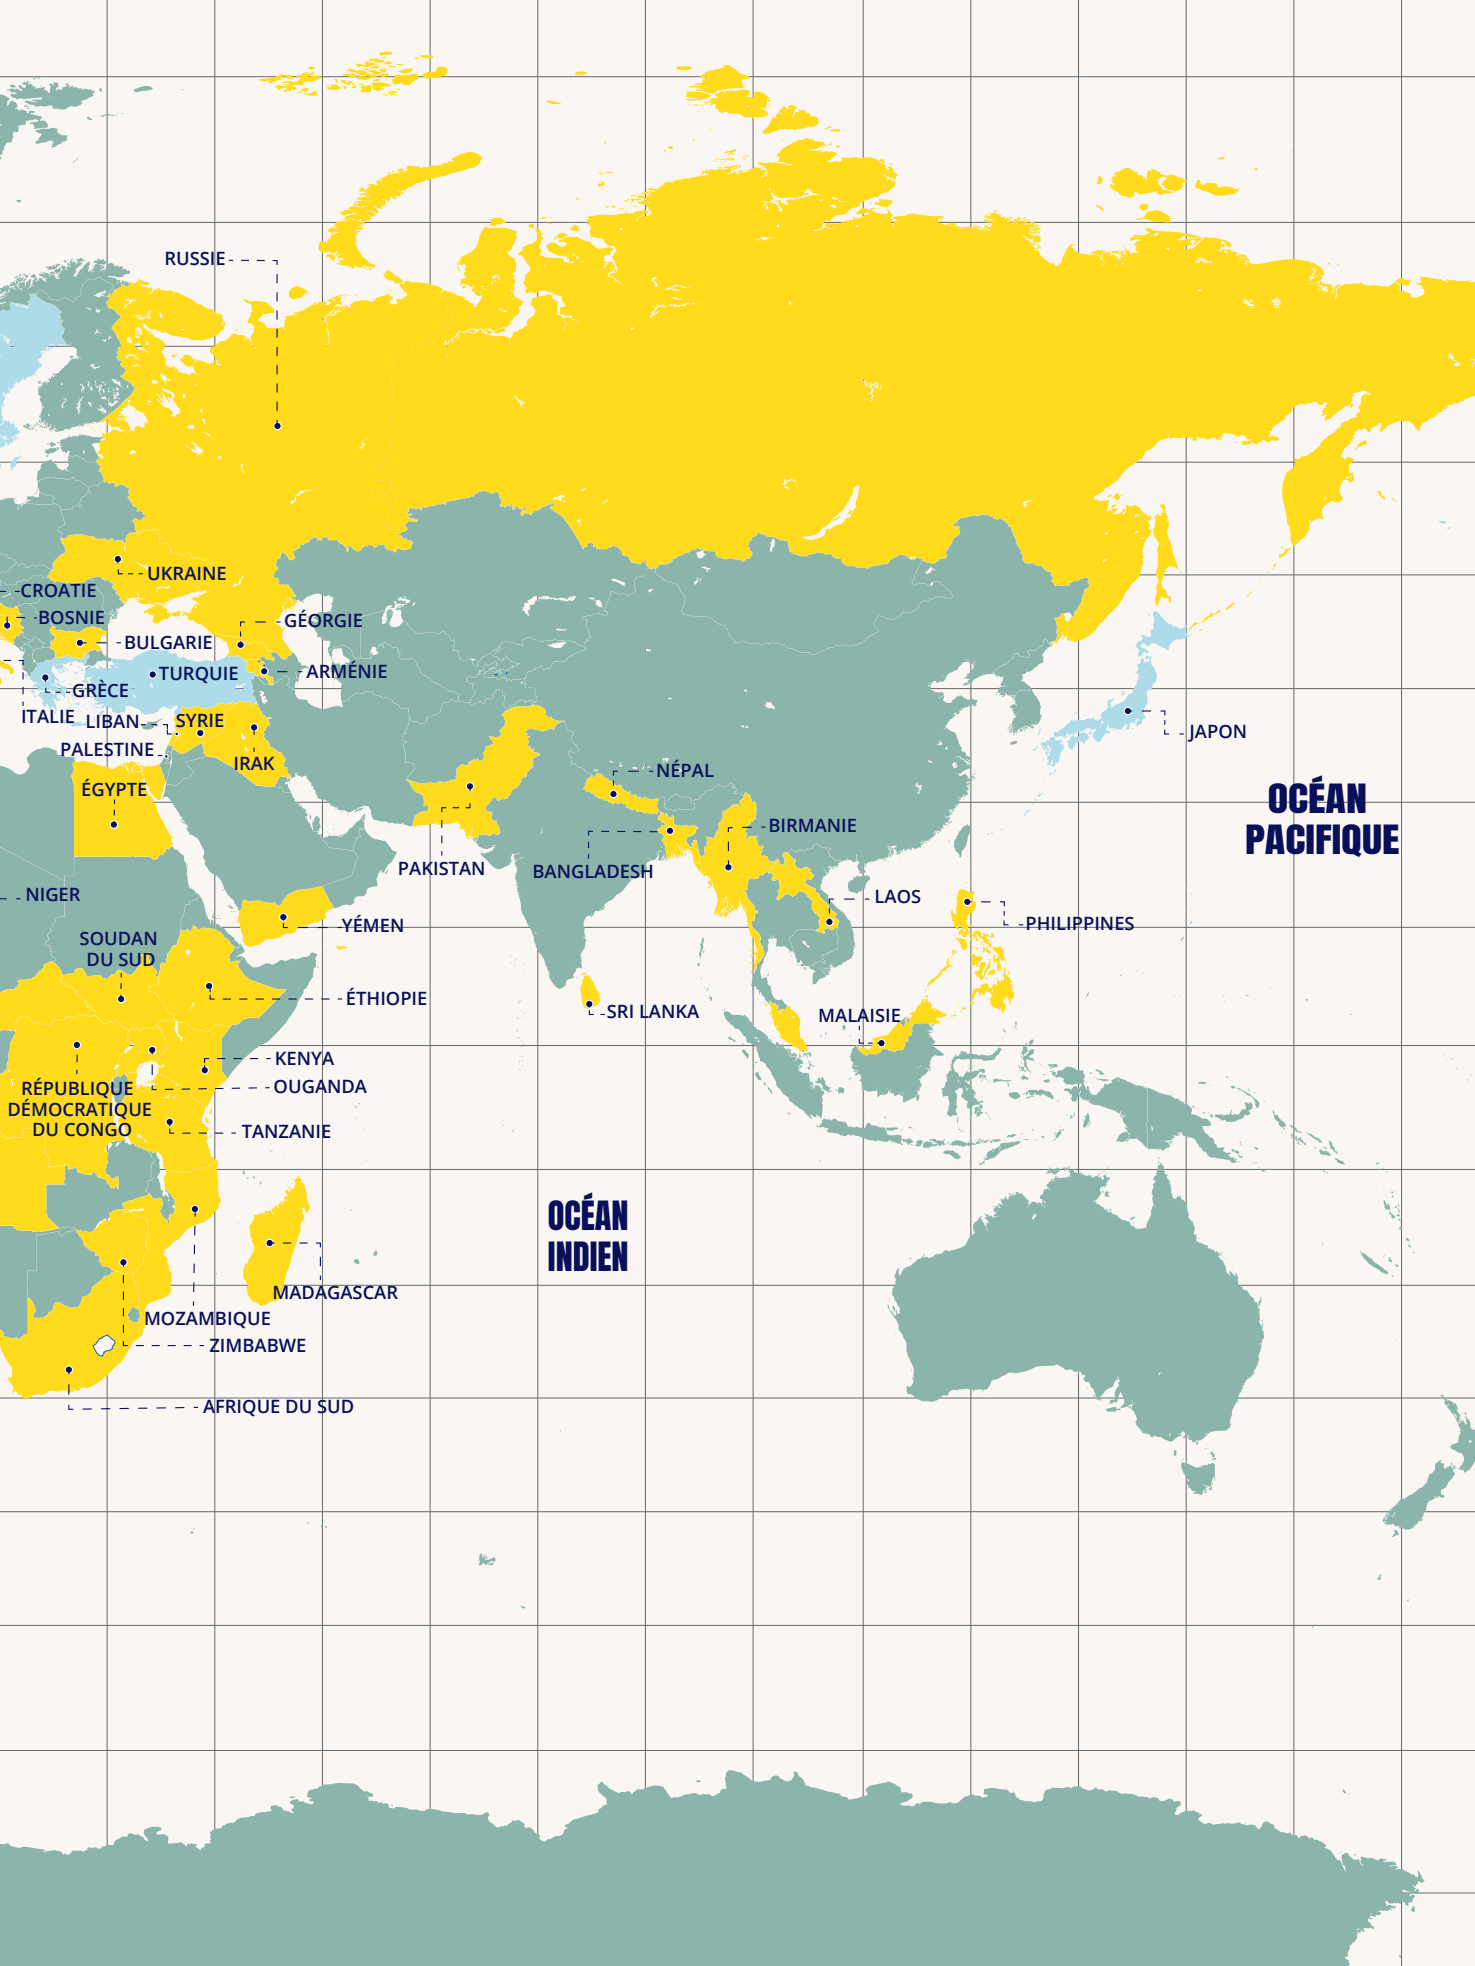 RUSSIE
UKRAINE
CROATIE
BOSNIE
GÉORGIE
BULGARIE
TURQUIE
ARMÉNIE
GRÈCE
ITALIE
LIBAN
SYRIE
JAPON
PALESTINE
IRAK
NÉPAL
ÉGYPTE
OCÉAN
PACIFIQUE
BIRMANIE
PAKISTAN
BANGLADESH
NIGER
LAOS
YÉMEN
PHILIPPINES
SOUDAN
DU SUD
ÉTHIOPIE
SRI LANKA
MALAISIE
KENYA
OUGANDA
RÉPUBLIQUE
DÉMOCRATIQUE
DU CONGO
TANZANIE
OCÉAN
INDIEN
MADAGASCAR
MOZAMBIQUE
ZIMBABWE
AFRIQUE DU SUD